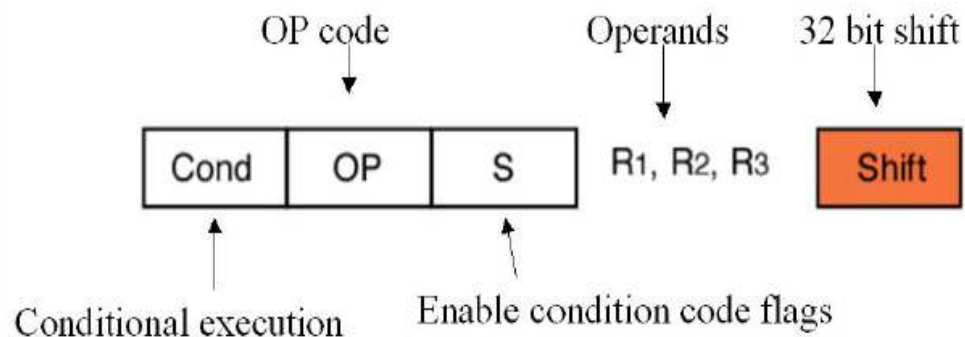 OP code Operands 32 bit shift
Cond OP S R1, R2, R3 Shift
Conditional execution Enable condition code flags